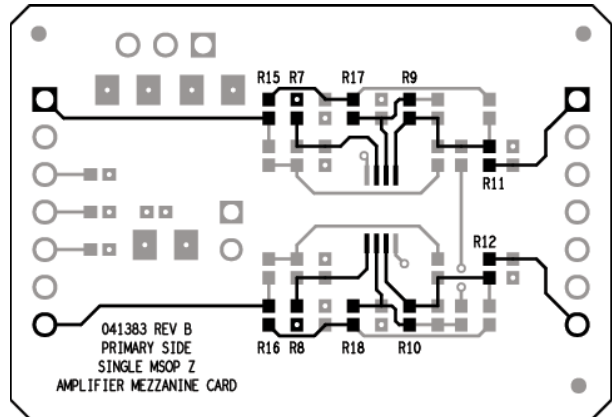 R15 R7 R17 R9
R11
R12
R16 R8 R18 R10
041383 REV B
PRIMARY SIDE
SINGLE MSOP Z
AMPLIFIER MEZZANINE CARD